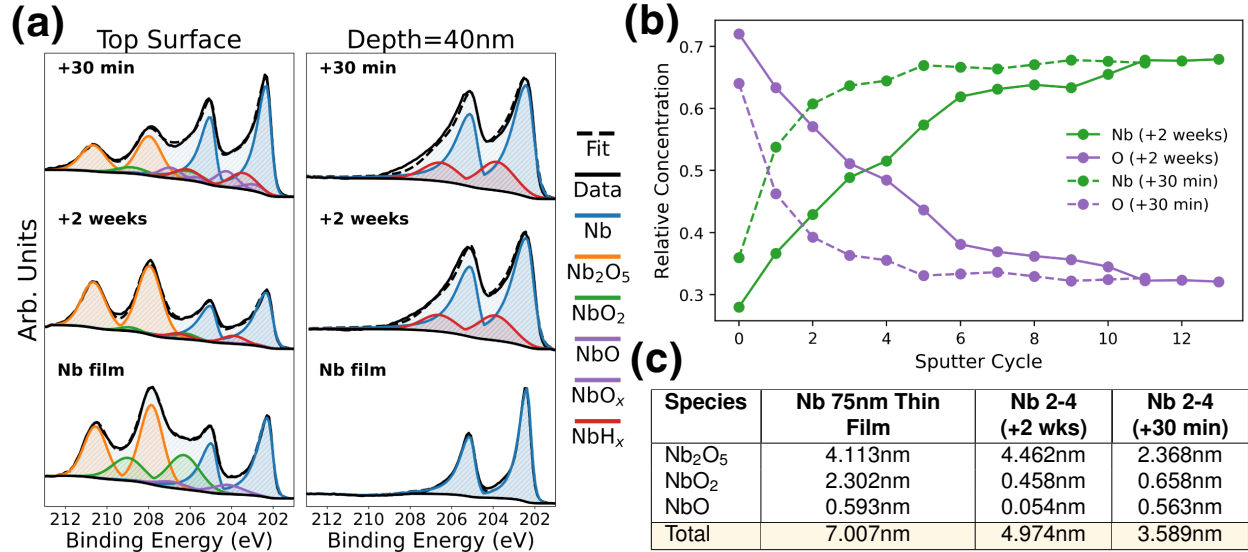 (a)
Top Surface
Depth=40nm
+30 min
+30 min
+2 weeks
+2 weeks
Nb film
Nb film
Arb. Units
212 210 208 206 204 202
212 210 208 206 204 202
Binding Energy (eV)
Binding Energy (eV)
Fit
Data
Nb
Nb₂O₅
NbO₂
NbO
NbOₓ
NbHₓ
(b)
Relative Concentration
0.7
0.6
0.5
0.4
0.3
Nb (+2 weeks)
O (+2 weeks)
Nb (+30 min)
O (+30 min)
0 2 4 6 8 10 12
Sputter Cycle
(c)
Species Nb 75nm Thin Film Nb 2-4 (+2 wks) Nb 2-4 (+30 min)
Nb₂O₅ 4.113nm 4.462nm 2.368nm
NbO₂ 2.302nm 0.458nm 0.658nm
NbO 0.593nm 0.054nm 0.563nm
Total 7.007nm 4.974nm 3.589nm